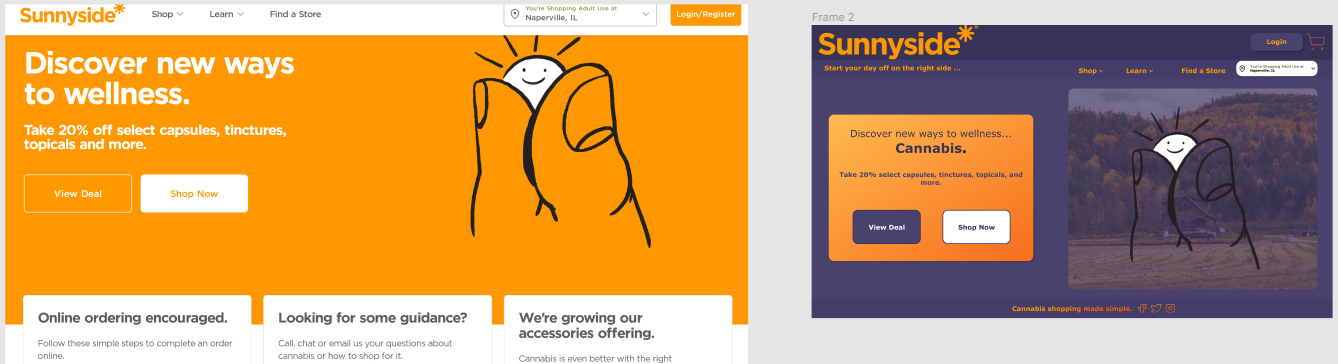 Sunnyside*
Shop
Learn
Find a Store
You're Shopping Adult Use at
Naperville, IL
Login/Register
Discover new ways
to wellness.
Take 20% off select capsules, tinctures,
topicals and more.
View Deal
Shop Now
Online ordering encouraged.
Follow these simple steps to complete an order
online.
Looking for some guidance?
Call, chat or email us your questions about
cannabis or how to shop for it.
We're growing our
accessories offering.
Cannabis is even better with the right
Frame 2
Sunnyside*
Start your day off on the right side ...
Login
Shop
Learn
Find a Store
You're Shopping Adult Use at
Naperville, IL
Discover new ways to wellness...
Cannabis.
Take 20% select capsules, tinctures, topicals, and
more.
View Deal
Shop Now
Cannabis shopping made simple.